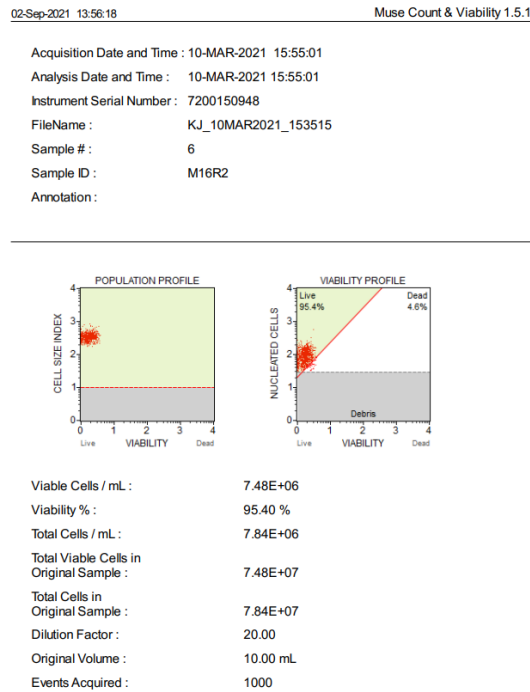 02-Sep-2021 13:56:18 Muse Count & Viability 1.5.1
Acquisition Date and Time : 10-MAR-2021 15:55:01
Analysis Date and Time : 10-MAR-2021 15:55:01
Instrument Serial Number : 7200150948
FileName : KJ_10MAR2021_153515
Sample # : 6
Sample ID : M16R2
Annotation :
POPULATION PROFILE
CELL SIZE INDEX
4
3
2
1
0
0 1 2 3 4
Live VIABILITY Dead
VIABILITY PROFILE
NUCLEATED CELLS
4
3
2
1
0
Live Dead
95.4% 4.6%
Debris
0 1 2 3 4
Live VIABILITY Dead
Viable Cells / mL : 7.48E+06
Viability % : 95.40 %
Total Cells / mL : 7.84E+06
Total Viable Cells in
Original Sample : 7.48E+07
Total Cells in
Original Sample : 7.84E+07
Dilution Factor : 20.00
Original Volume : 10.00 mL
Events Acquired : 1000